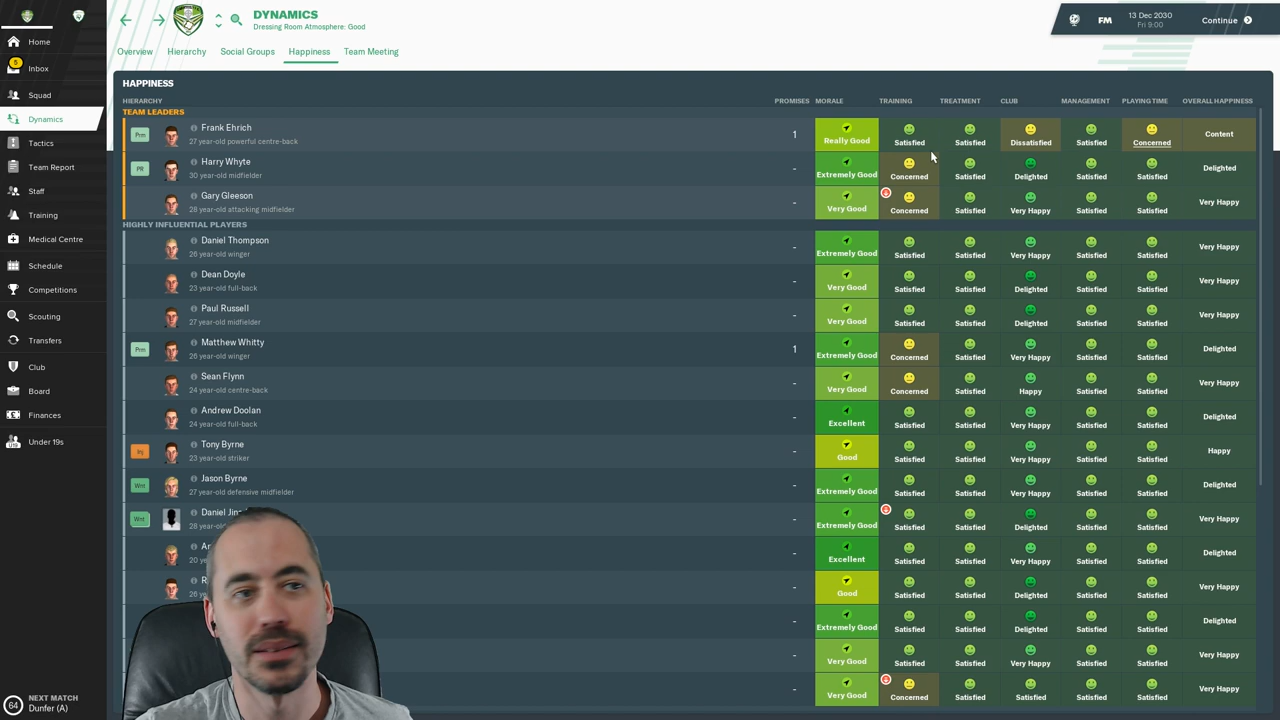 DYNAMICS
Dressing Room Atmosphere: Good
FM
13 Dec 2030
Fri 9:00
Continue
Overview
Hierarchy
Social Groups
Happiness
Team Meeting
Home
5
Inbox
Squad
Dynamics
Tactics
Team Report
Staff
Training
Medical Centre
Schedule
Competitions
Scouting
Transfers
Club
Board
Finances
Under 19s
64
NEXT MATCH
Dunfer (A)
HAPPINESS
HIERARCHY PROMISES MORALE TRAINING TREATMENT CLUB MANAGEMENT PLAYING TIME OVERALL HAPPINESS
TEAM LEADERS
Prm Frank Ehrich
27 year-old powerful centre-back
1 Really Good Satisfied Satisfied Dissatisfied Satisfied Concerned Content
PR Harry Whyte
30 year-old midfielder
- Extremely Good Concerned Satisfied Delighted Satisfied Satisfied Delighted
Gary Gleeson
28 year-old attacking midfielder
- Very Good Concerned Satisfied Very Happy Satisfied Satisfied Very Happy
HIGHLY INFLUENTIAL PLAYERS
Daniel Thompson
26 year-old winger
- Extremely Good Satisfied Satisfied Very Happy Satisfied Satisfied Very Happy
Dean Doyle
23 year-old full-back
- Very Good Satisfied Satisfied Delighted Satisfied Satisfied Very Happy
Paul Russell
27 year-old midfielder
- Very Good Satisfied Satisfied Delighted Satisfied Satisfied Very Happy
Prm Matthew Whitty
26 year-old winger
1 Extremely Good Concerned Satisfied Very Happy Satisfied Satisfied Delighted
Sean Flynn
24 year-old centre-back
- Very Good Concerned Satisfied Happy Satisfied Satisfied Very Happy
Andrew Doolan
24 year-old full-back
- Excellent Satisfied Satisfied Very Happy Satisfied Satisfied Delighted
Tony Byrne
23 year-old striker
- Good Satisfied Satisfied Very Happy Satisfied Satisfied Happy
Wnt Jason Byrne
27 year-old defensive midfielder
- Extremely Good Satisfied Satisfied Very Happy Satisfied Satisfied Delighted
Wnt Daniel
28 year-
- Extremely Good Satisfied Satisfied Delighted Satisfied Satisfied Very Happy
20
- Excellent Satisfied Satisfied Very Happy Satisfied Satisfied Delighted
26
- Good Satisfied Satisfied Delighted Satisfied Satisfied Very Happy
- Extremely Good Satisfied Satisfied Delighted Satisfied Satisfied Delighted
- Very Good Satisfied Satisfied Very Happy Satisfied Satisfied Very Happy
- Very Good Concerned Satisfied Satisfied Satisfied Satisfied Very Happy